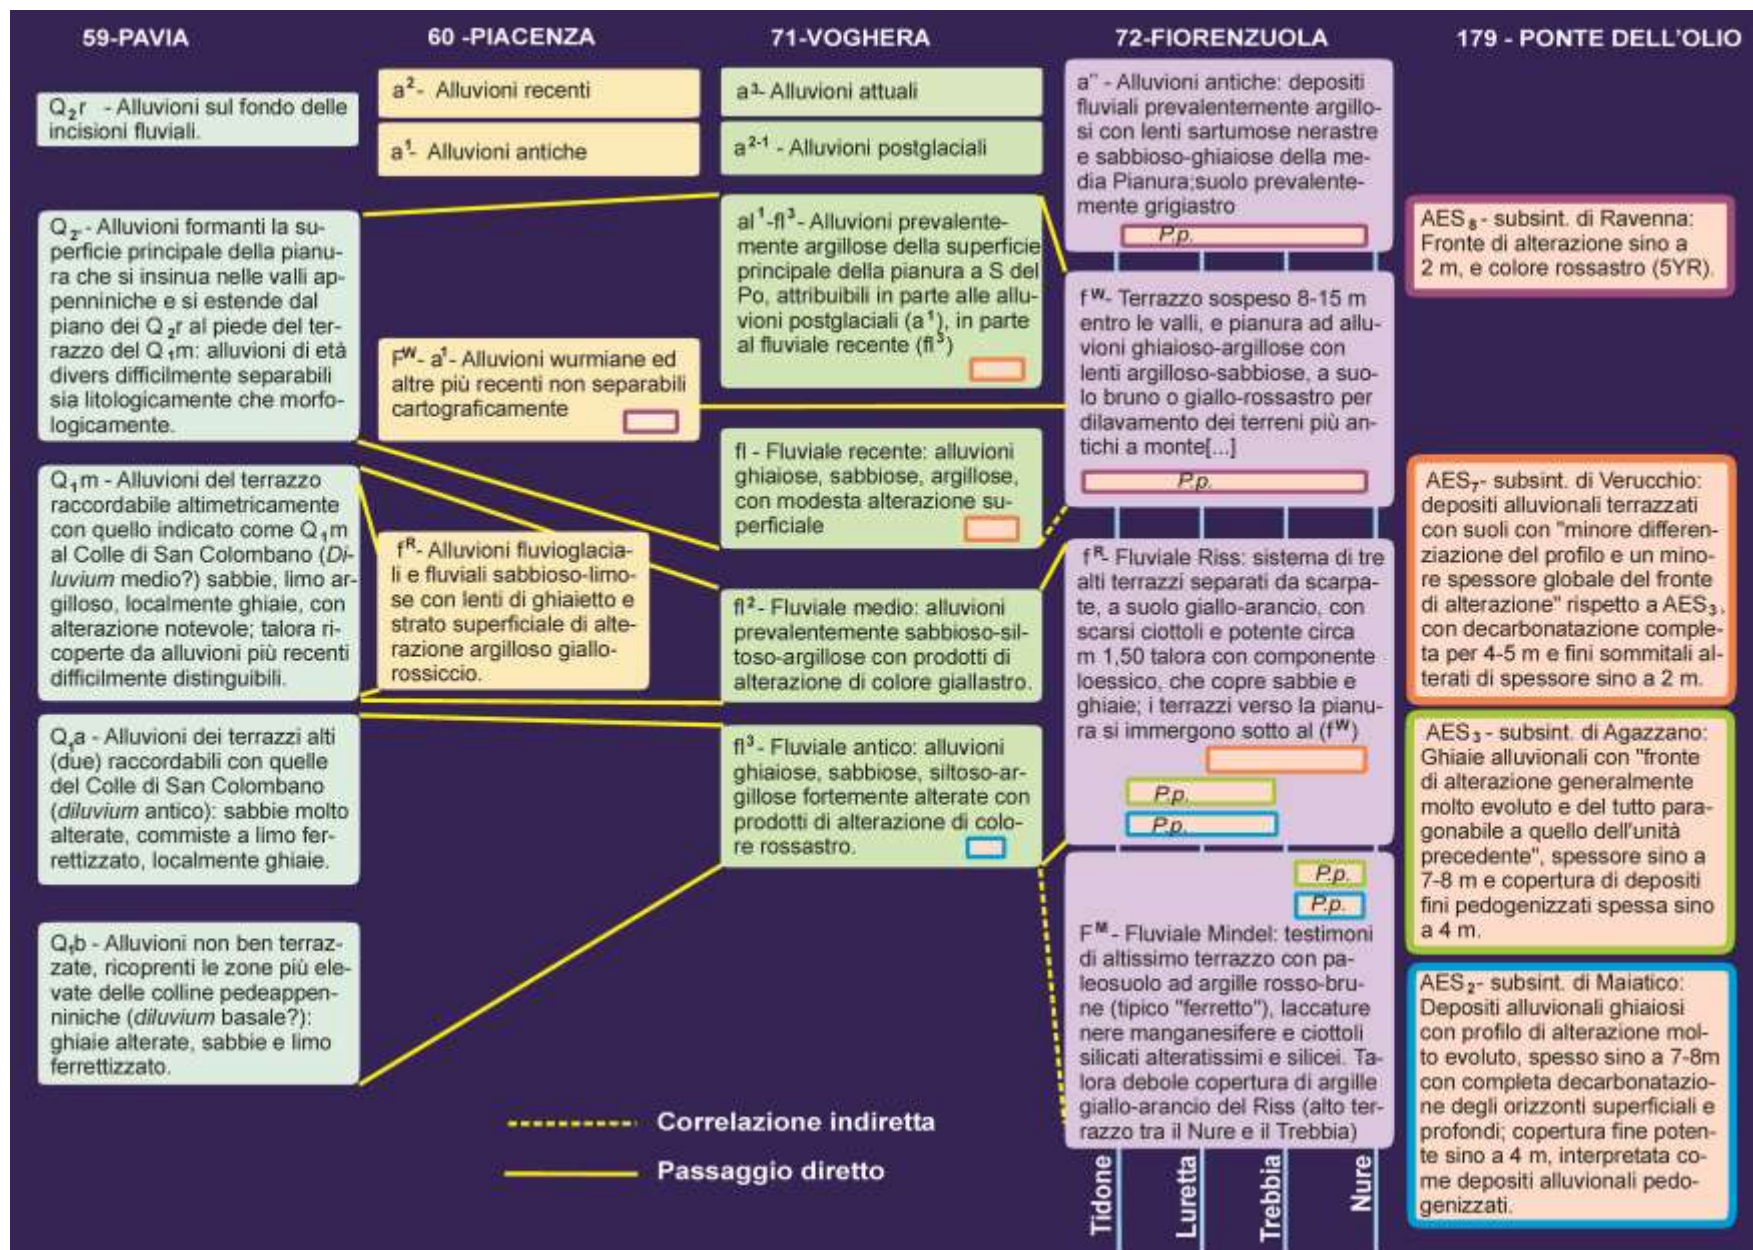 59-PAVIA
Q2r - Alluvioni sul fondo delle
incisioni fluviali.
Q2- Alluvioni formanti la su-
perficie principale della pianu-
ra che si insinua nelle valli ap-
penniniche e si estende dal
piano dei Q2r al piede del ter-
razzo del Q1m: alluvioni di età
divers difficilmente separabili
sia litologicamente che morfo-
logicamente.
Q1m - Alluvioni del terrazzo
raccordabile altimetricamente
con quello indicato come Q1m
al Colle di San Colombano (Di-
luvium medio?) sabbie, limo ar-
gilloso, localmente ghiaie, con
alterazione notevole; talora ri-
coperte da alluvioni più recenti
difficilmente distinguibili.
Q1a - Alluvioni dei terrazzi alti
(due) raccordabili con quelle
del Colle di San Colombano
(diluvium antico): sabbie molto
alterate, commiste a limo fer-
rettizzato, localmente ghiaie.
Q1b - Alluvioni non ben terraz-
zate, ricoprenti le zone più ele-
vate delle colline pedeappen-
niniche (diluvium basale?):
ghiaie alterate, sabbie e limo
ferrettizzato.
60 -PIACENZA
a2- Alluvioni recenti
a1- Alluvioni antiche
FW- a1- Alluvioni wurmiane ed
altre più recenti non separabili
cartograficamente
fR- Alluvioni fluvioglacia-
li e fluviali sabbioso-limo-
se con lenti di ghiaietto e
strato superficiale di alte-
razione argilloso giallo-
rossiccio.
71-VOGHERA
a3- Alluvioni attuali
a2-1 - Alluvioni postglaciali
al1-fl3- Alluvioni prevalente-
mente argillose della superficie
principale della pianura a S del
Po, attribuibili in parte alle allu-
vioni postglaciali (a1), in parte
al fluviale recente (fl3)
fl - Fluviale recente: alluvioni
ghiaiose, sabbiose, argillose,
con modesta alterazione su-
perficiale
fl2- Fluviale medio: alluvioni
prevalentemente sabbioso-sil-
toso-argillose con prodotti di
alterazione di colore giallastro.
fl3- Fluviale antico: alluvioni
ghiaiose, sabbiose, siltoso-ar-
gillose fortemente alterate con
prodotti di alterazione di colo-
re rossastro.
72-FIORENZUOLA
a" - Alluvioni antiche: depositi
fluviali prevalentemente argillo-
si con lenti sartumose nerastre
e sabbioso-ghiaiose della me-
dia Pianura;suolo prevalente-
mente grigiastro
P.p.
fW- Terrazzo sospeso 8-15 m
entro le valli, e pianura ad allu-
vioni ghiaioso-argillose con
lenti argilloso-sabbiose, a suo-
lo bruno o giallo-rossastro per
dilavamento dei terreni più an-
tichi a monte[...]
P.p.
fR- Fluviale Riss: sistema di tre
alti terrazzi separati da scarpa-
te, a suolo giallo-arancio, con
scarsi ciottoli e potente circa
m 1,50 talora con componente
loessico, che copre sabbie e
ghiaie; i terrazzi verso la pianu-
ra si immergono sotto al (fW)
P.p.
P.p.
P.p.
P.p.
FM- Fluviale Mindel: testimoni
di altissimo terrazzo con pa-
leosuolo ad argille rosso-bru-
ne (tipico "ferretto"), laccature
nere manganesifere e ciottoli
silicati alteratissimi e silicei. Ta-
lora debole copertura di argille
giallo-arancio del Riss (alto ter-
razzo tra il Nure e il Trebbia)
Tidone
Luretta
Trebbia
Nure
179 - PONTE DELL'OLIO
AES8- subsint. di Ravenna:
Fronte di alterazione sino a
2 m, e colore rossastro (5YR).
AES7- subsint. di Verucchio:
depositi alluvionali terrazzati
con suoli con "minore differen-
ziazione del profilo e un mino-
re spessore globale del fronte
di alterazione" rispetto a AES3,
con decarbonatazione comple-
ta per 4-5 m e fini sommitali al-
terati di spessore sino a 2 m.
AES3 - subsint. di Agazzano:
Ghiaie alluvionali con "fronte
di alterazione generalmente
molto evoluto e del tutto para-
gonabile a quello dell'unità
precedente", spessore sino a
7-8 m e copertura di depositi
fini pedogenizzati spessa sino
a 4 m.
AES2- subsint. di Maiatico:
Depositi alluvionali ghiaiosi
con profilo di alterazione mol-
to evoluto, spesso sino a 7-8m
con completa decarbonatazio-
ne degli orizzonti superficiali e
profondi; copertura fine poten-
te sino a 4 m, interpretata co-
me depositi alluvionali pedo-
genizzati.
Correlazione indiretta
Passaggio diretto